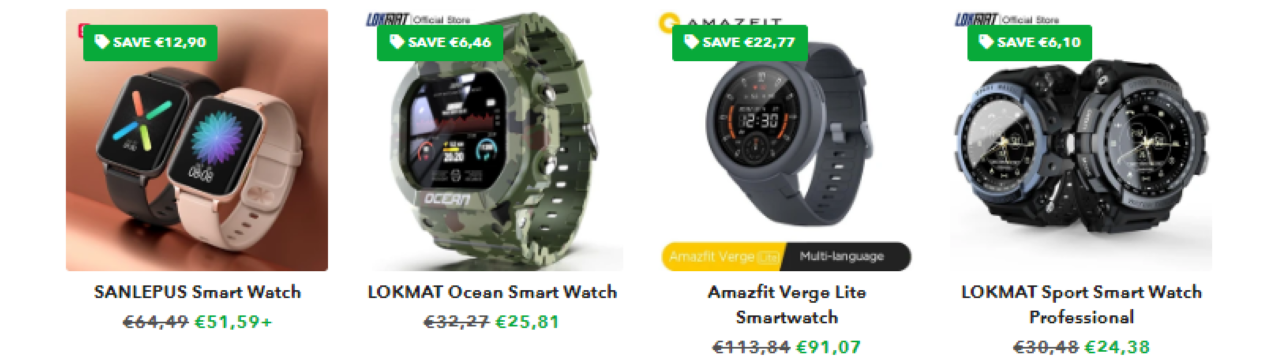 SAVE €12,90
SANLEPUS Smart Watch
€64,49 €51,59+
LOKMAT Official Store
SAVE €6,46
OCEAN
LOKMAT Ocean Smart Watch
€32,27 €25,81
AMAZFIT
SAVE €22,77
12:30
Amazfit Verge Lite Multi-language
Amazfit Verge Lite
Smartwatch
€113,84 €91,07
LOKMAT Official Store
SAVE €6,10
LOKMAT Sport Smart Watch
Professional
€30,48 €24,38